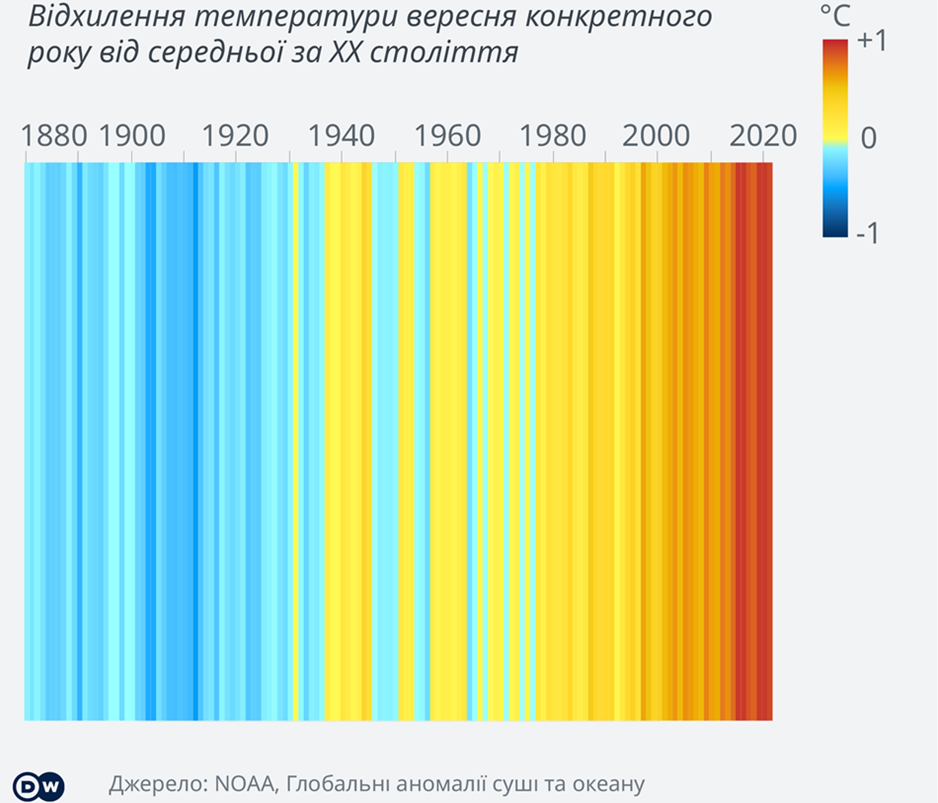 Відхилення температури вересня конкретного
року від середньої за XX століття
°C
+1
0
-1
1880 1900 1920 1940 1960 1980 2000 2020
DW Джерело: NOAA, Глобальні аномалії суші та океану